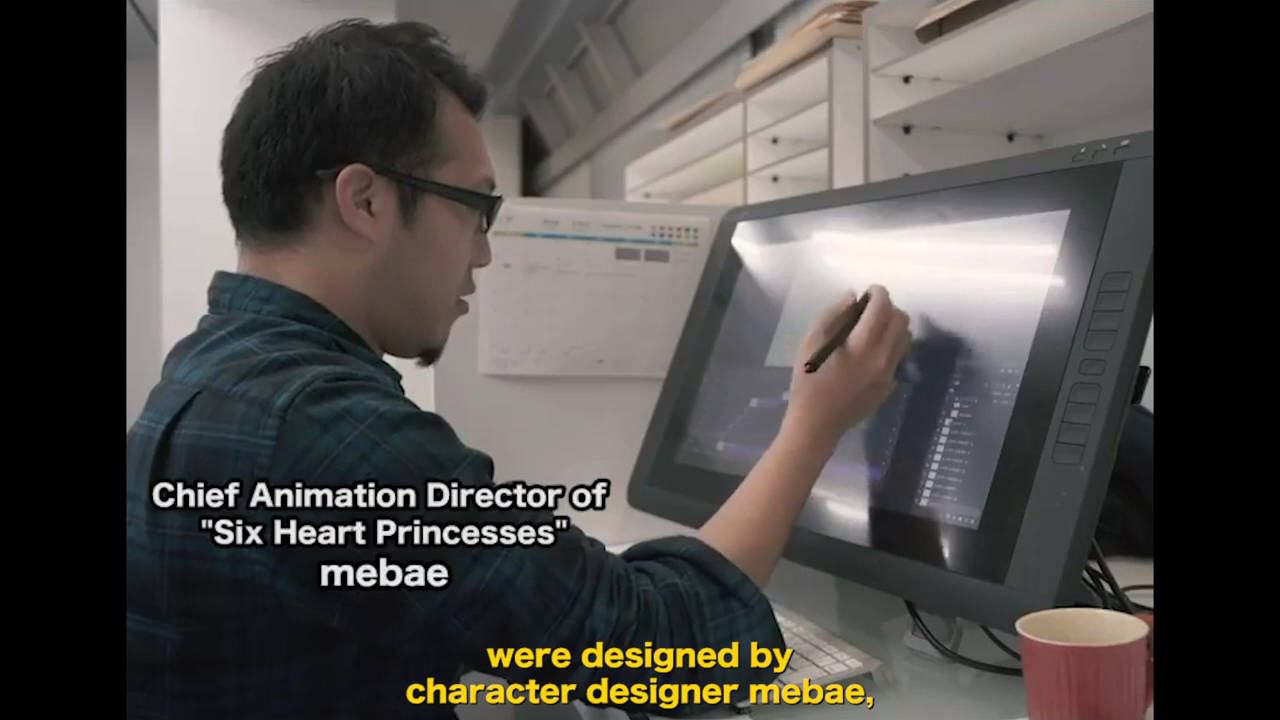 Chief Animation Director of
"Six Heart Princesses"
mebae
were designed by
character designer mebae,